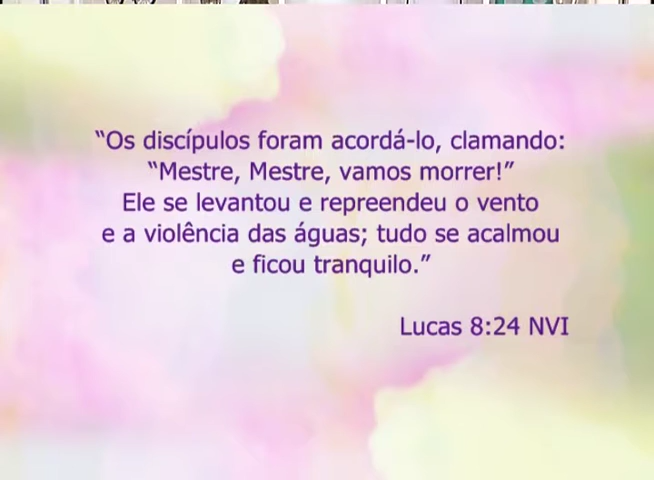 “Os discípulos foram acordá-lo, clamando:
“Mestre, Mestre, vamos morrer!”
Ele se levantou e repreendeu o vento
e a violência das águas; tudo se acalmou
e ficou tranquilo.”
Lucas 8:24 NVI